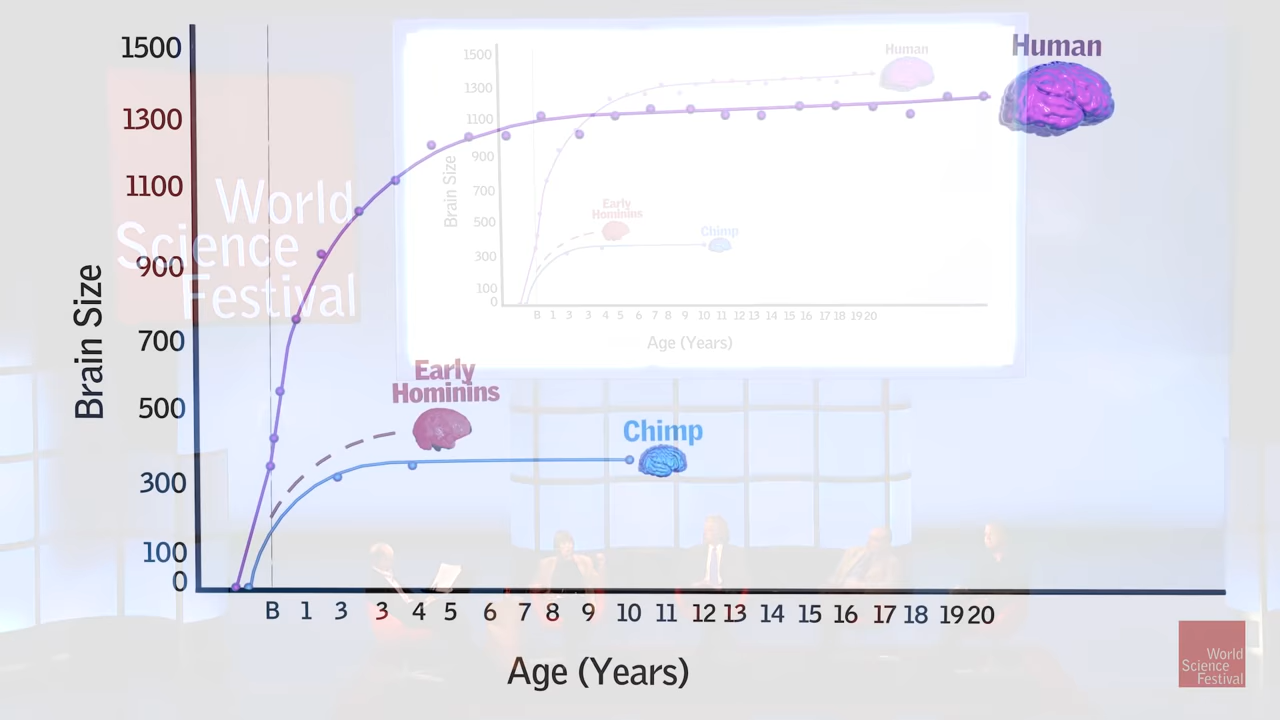 1500
1300
1100
900
700
500
300
100
0
Brain Size
B 1 3 3 4 5 6 7 8 9 10 11 12 13 14 15 16 17 18 19 20
Age (Years)
Human
Early
Hominins
Chimp
World
Science
Festival
1500
1300
1100
900
700
500
300
100
0
Brain Size
B 1 2 3 4 5 6 7 8 9 10 11 12 13 14 15 16 17 18 19 20
Age (Years)
Human
Early
Hominins
Chimp
World
Science
Festival